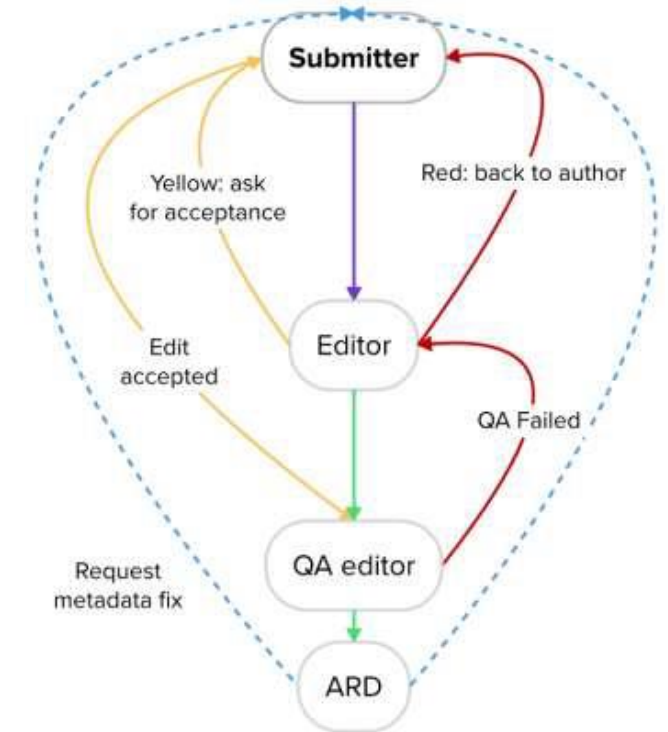 Submitter
Red: back to author
Yellow: ask
for acceptance
Editor
Edit
accepted
QA Failed
QA editor
Request
metadata fix
ARD